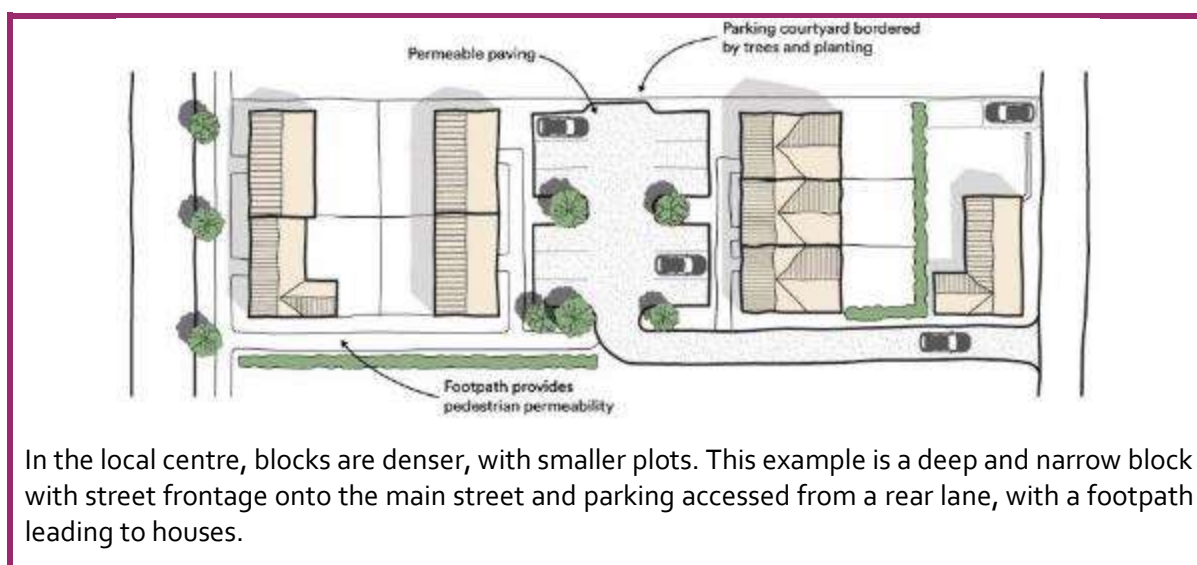 Parking courtyard bordered
by trees and planting
Permeable paving
Footpath provides
pedestrian permeability
In the local centre, blocks are denser, with smaller plots. This example is a deep and narrow block
with street frontage onto the main street and parking accessed from a rear lane, with a footpath
leading to houses.